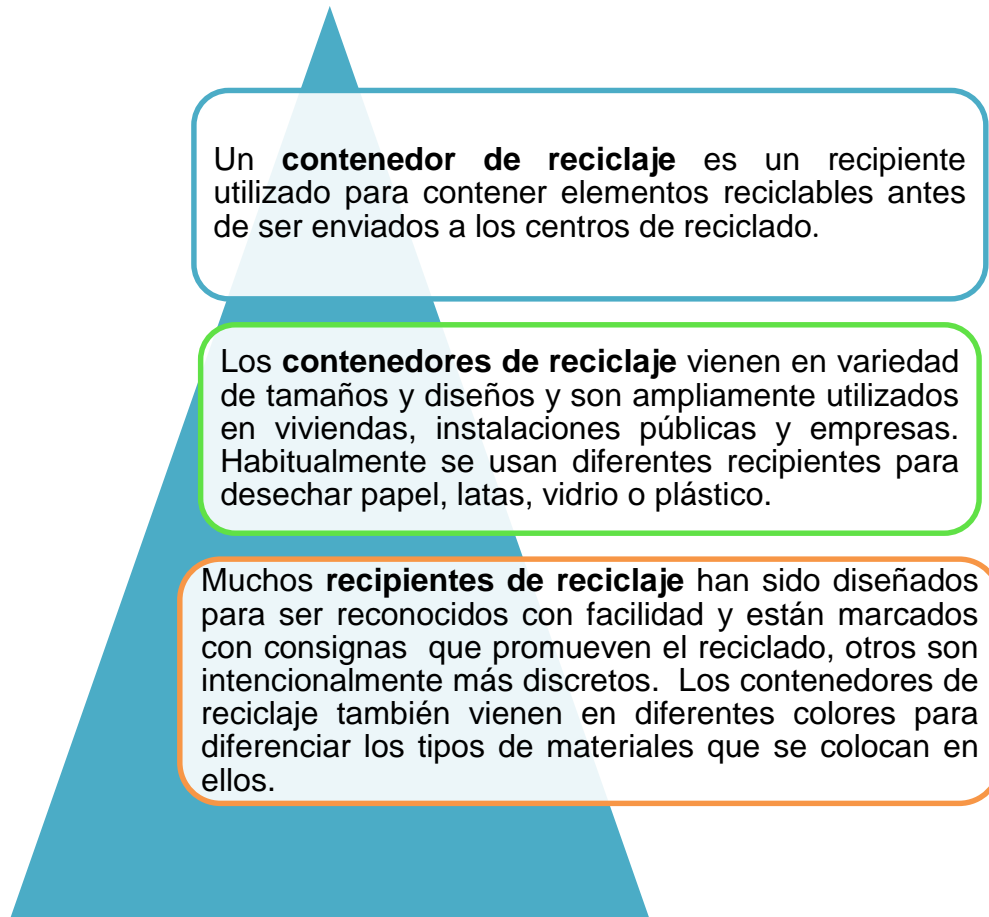 Un contenedor de reciclaje es un recipiente
utilizado para contener elementos reciclables antes
de ser enviados a los centros de reciclado.
Los contenedores de reciclaje vienen en variedad
de tamaños y diseños y son ampliamente utilizados
en viviendas, instalaciones públicas y empresas.
Habitualmente se usan diferentes recipientes para
desechar papel, latas, vidrio o plástico.
Muchos recipientes de reciclaje han sido diseñados
para ser reconocidos con facilidad y están marcados
con consignas que promueven el reciclado, otros son
intencionalmente más discretos. Los contenedores de
reciclaje también vienen en diferentes colores para
diferenciar los tipos de materiales que se colocan en
ellos.